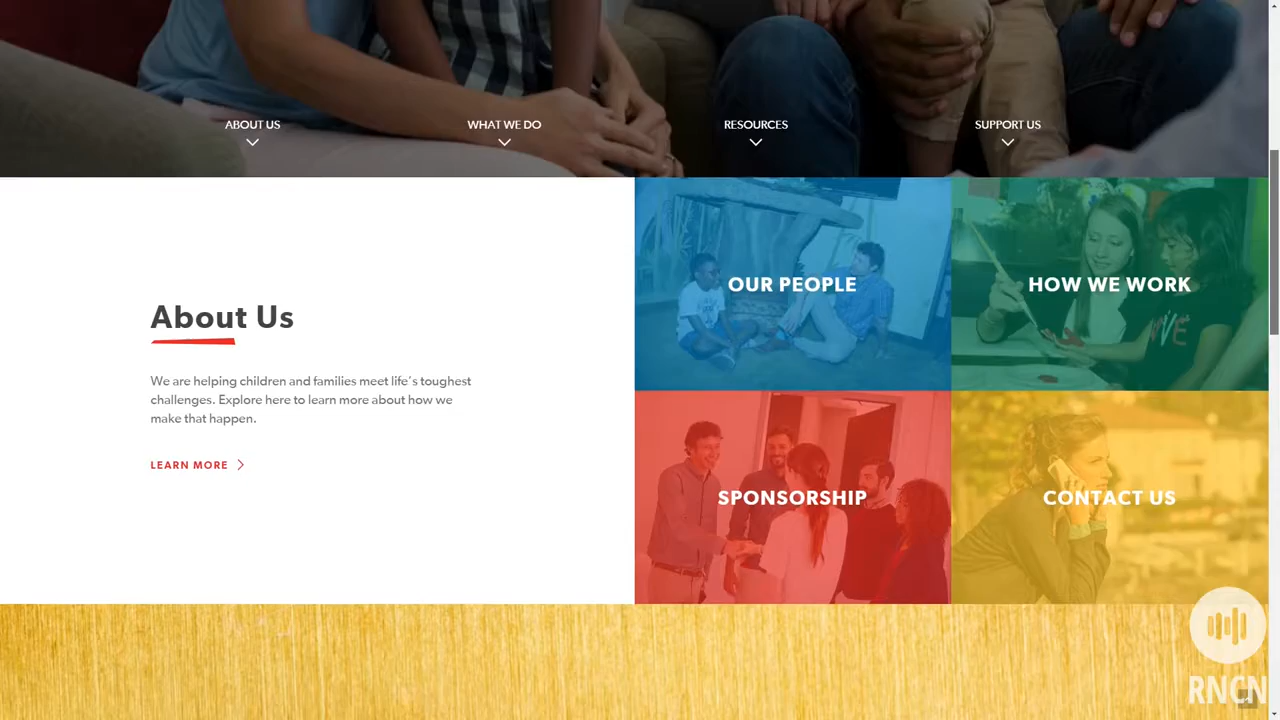 ABOUT US
WHAT WE DO
RESOURCES
SUPPORT US
About Us
We are helping children and families meet life's toughest
challenges. Explore here to learn more about how we
make that happen.
LEARN MORE
OUR PEOPLE
HOW WE WORK
SPONSORSHIP
CONTACT US
RNCN